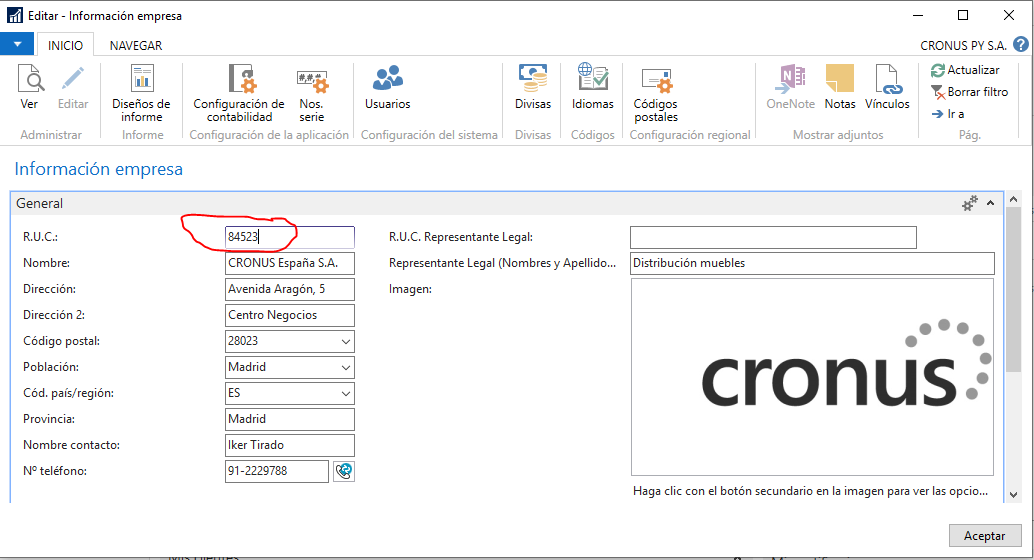 Editar - Información empresa
INICIO NAVEGAR CRONUS PY S.A. ?
Ver Editar Diseños de informe Configuración de contabilidad Nos. serie Usuarios Divisas Idiomas Códigos postales OneNote Notas Vínculos Actualizar
Borrar filtro
Ir a
Administrar Informe Configuración de la aplicación Configuración del sistema Divisas Códigos Configuración regional Mostrar adjuntos Pág.
Información empresa
General
R.U.C.: 84523 R.U.C. Representante Legal:
Nombre: CRONUS España S.A. Representante Legal (Nombres y Apellido... Distribución muebles
Dirección: Avenida Aragón, 5 Imagen:
Dirección 2: Centro Negocios
Código postal: 28023
Población: Madrid
cronus
Cód. país/región: ES
Provincia: Madrid
Nombre contacto: Iker Tirado
Nº teléfono: 91-2229788
Haga clic con el botón secundario en la imagen para ver las opcio...
Aceptar